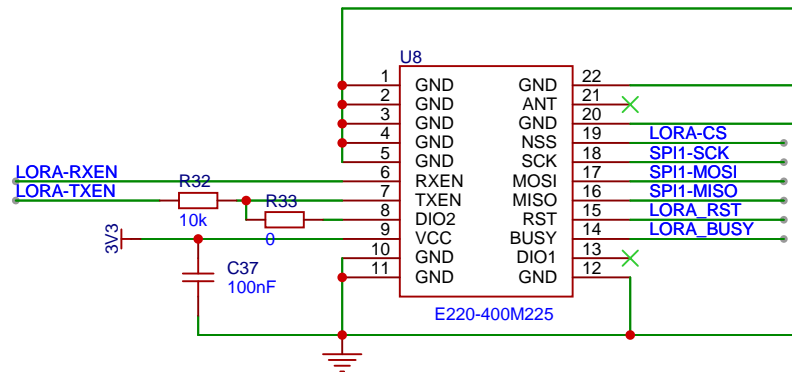 U8
1 GND GND 22
2 GND ANT 21
3 GND GND 20
4 GND NSS 19 LORA-CS
5 GND SCK 18 SPI1-SCK
LORA-RXEN 6 RXEN MOSI 17 SPI1-MOSI
LORA-TXEN R32 7 TXEN MISO 16 SPI1-MISO
10k R33 8 DIO2 RST 15 LORA_RST
3V3 0 9 VCC BUSY 14 LORA_BUSY
10 GND DIO1 13
C37 11 GND GND 12
100nF
E220-400M225